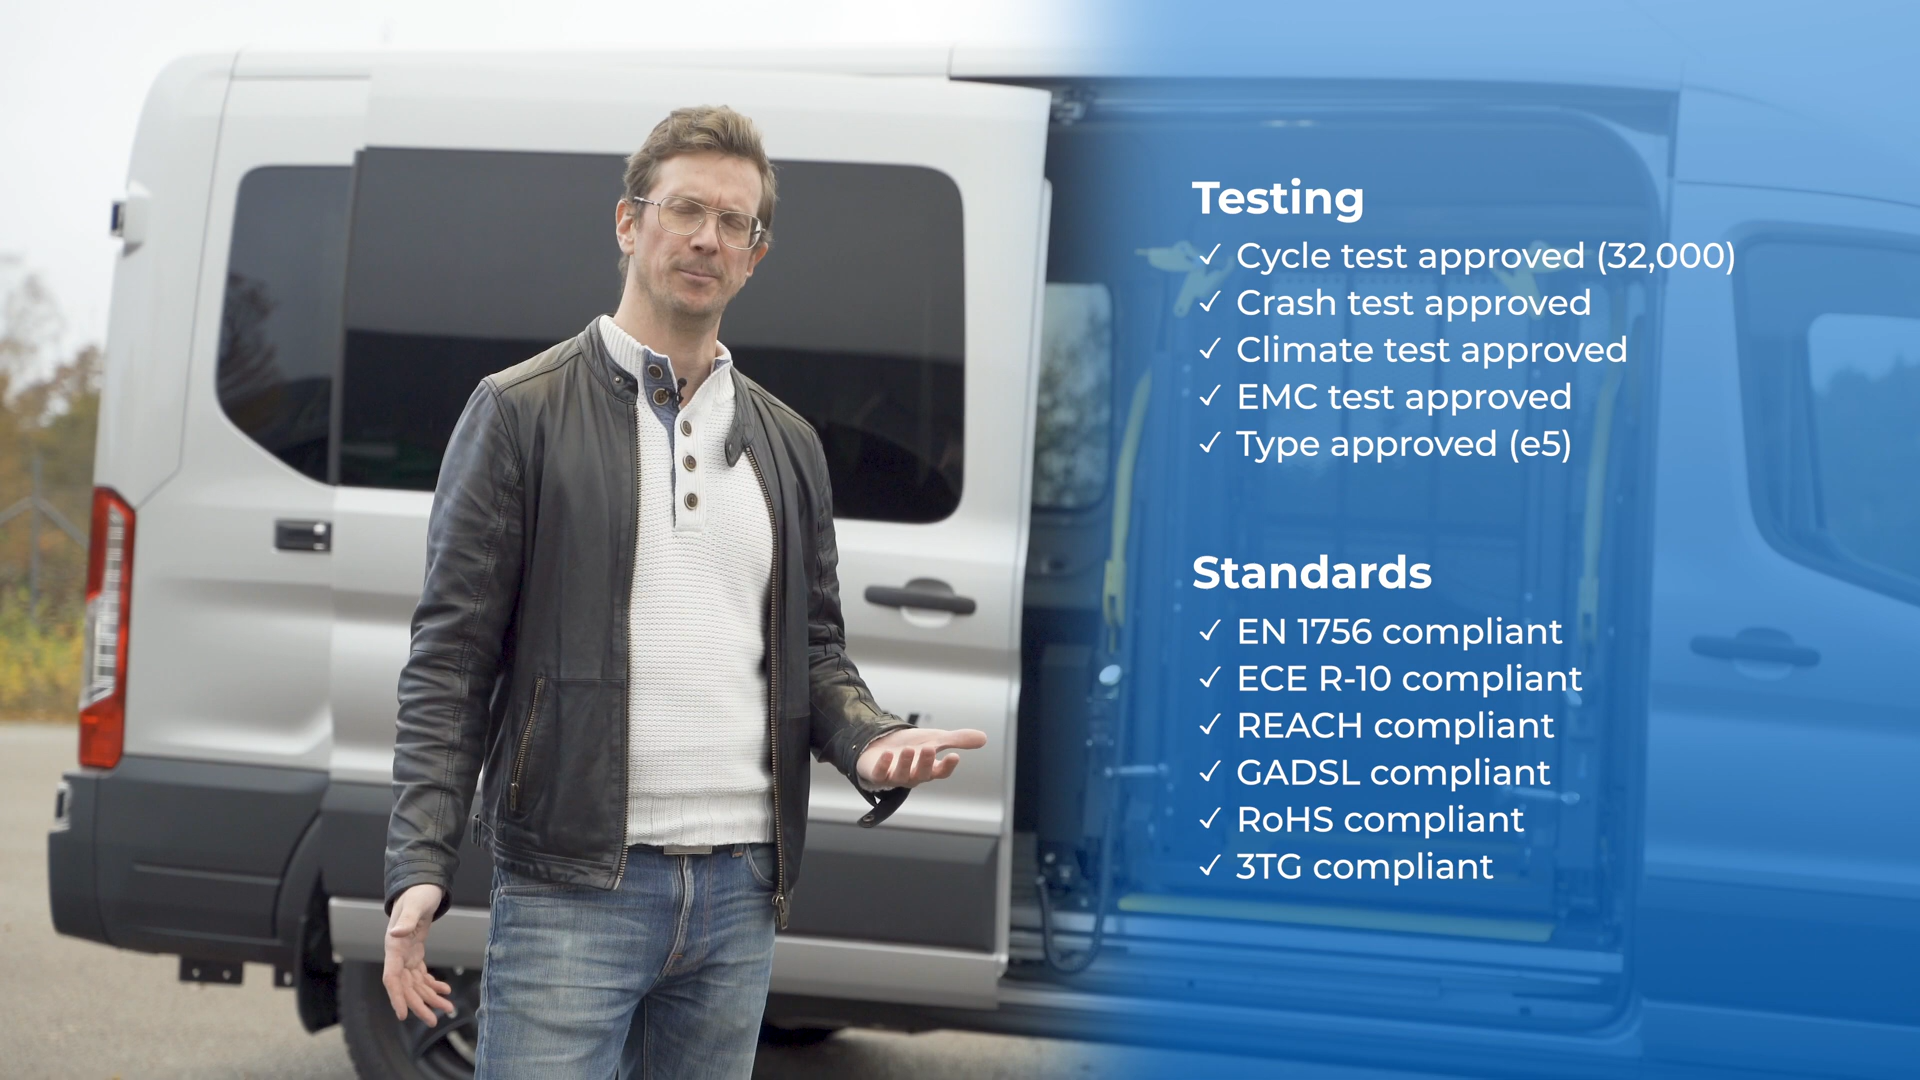 Testing
✓ Cycle test approved (32,000)
✓ Crash test approved
✓ Climate test approved
✓ EMC test approved
✓ Type approved (e5)
Standards
✓ EN 1756 compliant
✓ ECE R-10 compliant
✓ REACH compliant
✓ GADSL compliant
✓ RoHS compliant
✓ 3TG compliant